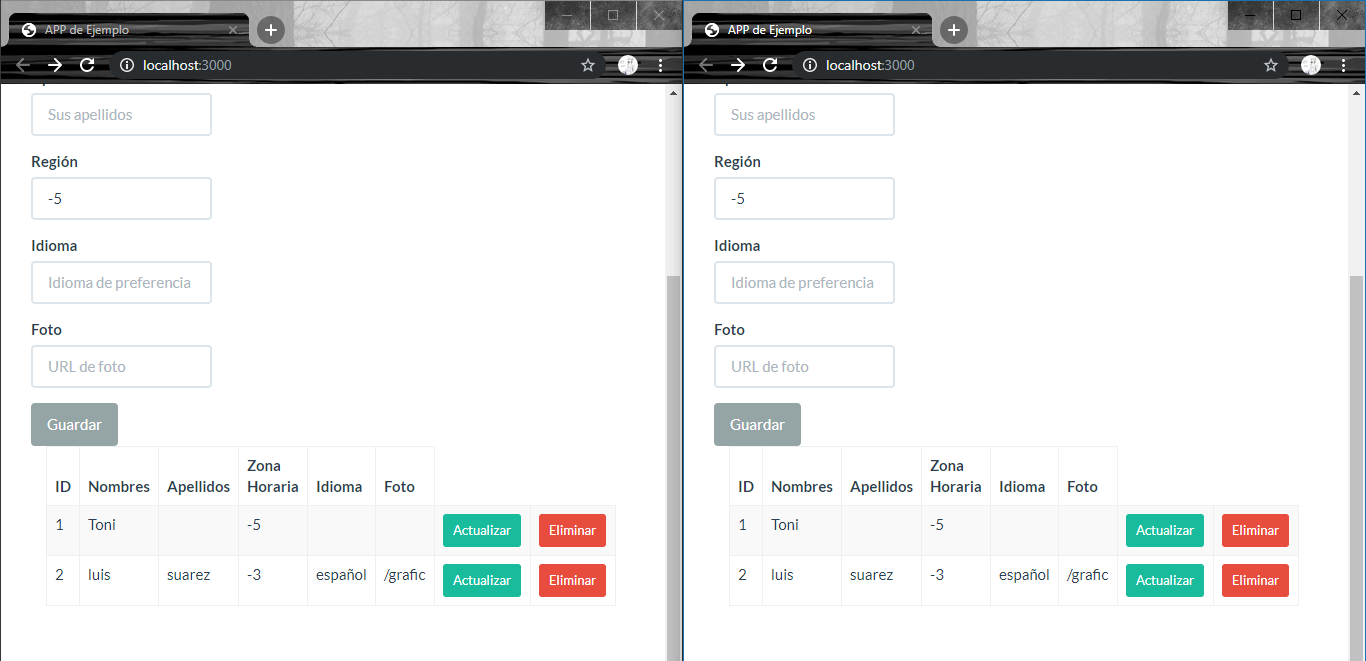 APP de Ejemplo
localhost:3000
Sus apellidos
Región
-5
Idioma
Idioma de preferencia
Foto
URL de foto
Guardar
ID Nombres Apellidos Zona Horaria Idioma Foto
1 Toni -5 Actualizar Eliminar
2 luis suarez -3 español /grafic Actualizar Eliminar
APP de Ejemplo
localhost:3000
Sus apellidos
Región
-5
Idioma
Idioma de preferencia
Foto
URL de foto
Guardar
ID Nombres Apellidos Zona Horaria Idioma Foto
1 Toni -5 Actualizar Eliminar
2 luis suarez -3 español /grafic Actualizar Eliminar